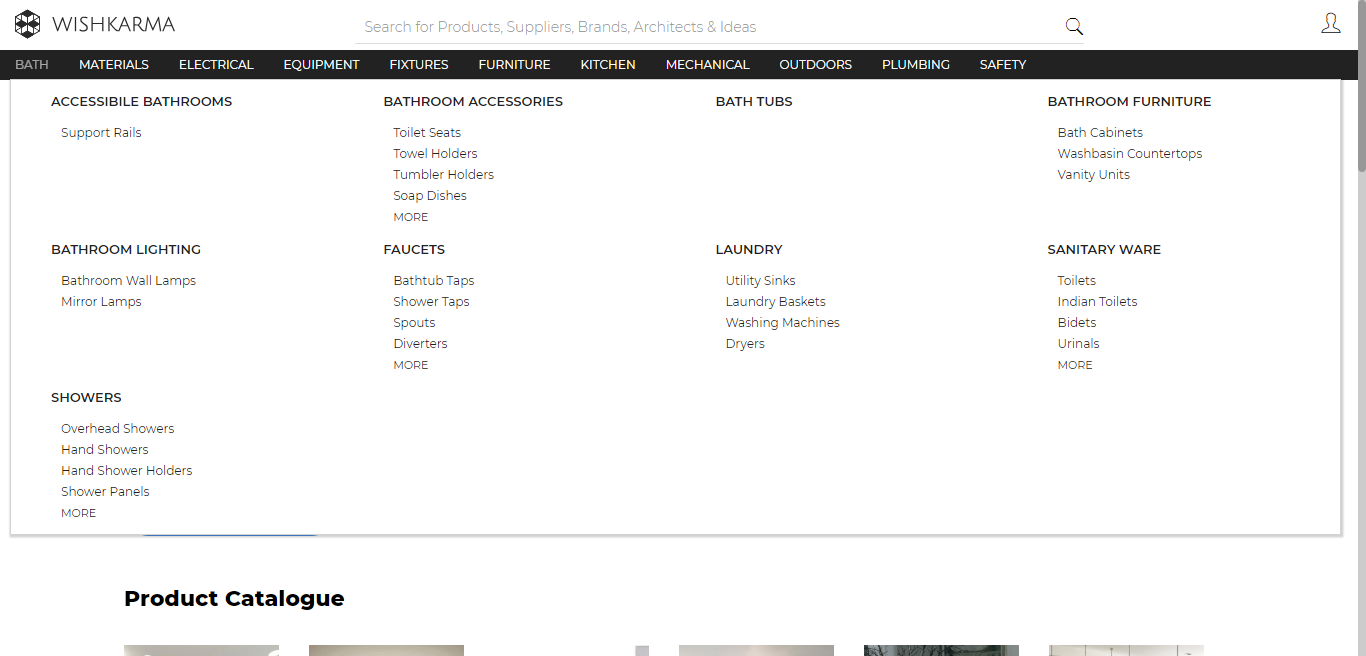 WISHKARMA
Search for Products, Suppliers, Brands, Architects & Ideas
BATH MATERIALS ELECTRICAL EQUIPMENT FIXTURES FURNITURE KITCHEN MECHANICAL OUTDOORS PLUMBING SAFETY
ACCESSIBILE BATHROOMS
Support Rails
BATHROOM ACCESSORIES
Toilet Seats
Towel Holders
Tumbler Holders
Soap Dishes
MORE
BATH TUBS
BATHROOM FURNITURE
Bath Cabinets
Washbasin Countertops
Vanity Units
BATHROOM LIGHTING
Bathroom Wall Lamps
Mirror Lamps
FAUCETS
Bathtub Taps
Shower Taps
Spouts
Diverters
MORE
LAUNDRY
Utility Sinks
Laundry Baskets
Washing Machines
Dryers
SANITARY WARE
Toilets
Indian Toilets
Bidets
Urinals
MORE
SHOWERS
Overhead Showers
Hand Showers
Hand Shower Holders
Shower Panels
MORE
Product Catalogue